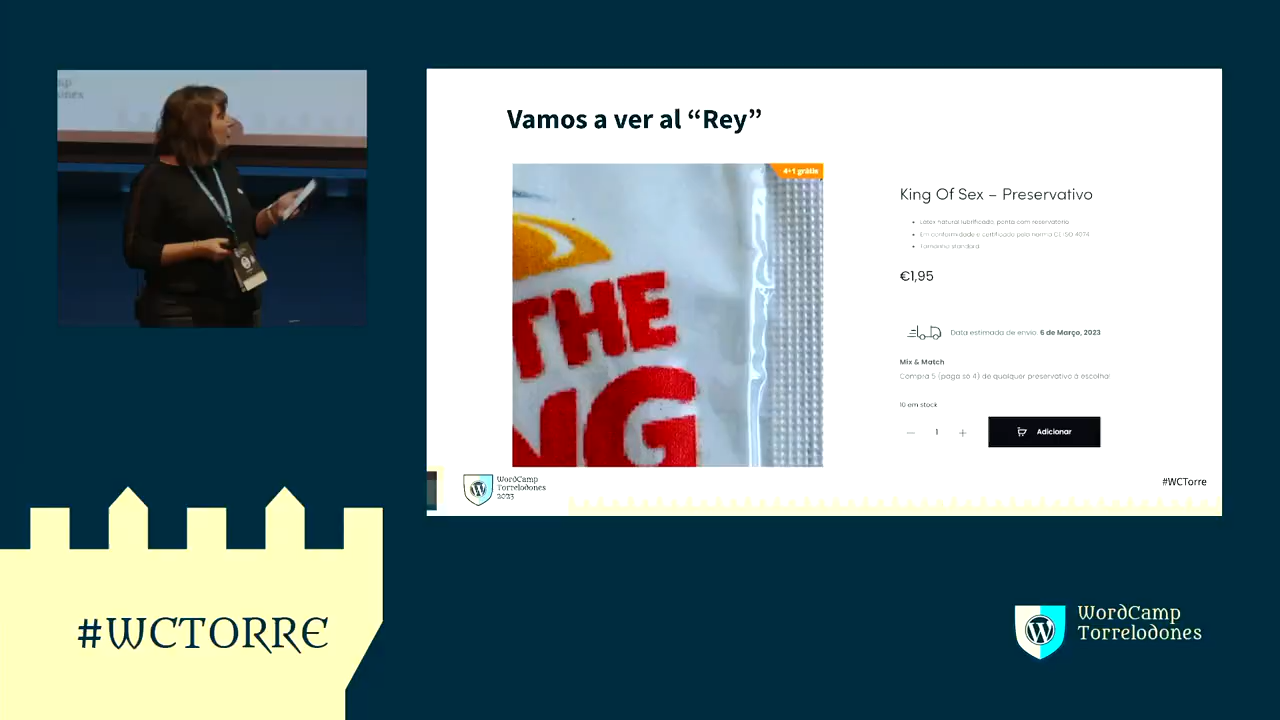 Vamos a ver al “Rey”
4+1 grátis
THE
NG
King Of Sex – Preservativo
Latex natural lubrificado, ponta com reservatório
Em conformidade e certificado pela norma CE ISO 4074
Tamanho standard
€1,95
Data estimada de envio: 6 de Março, 2023
Mix & Match
Compra 5 (paga só 4) de qualquer preservativo à escolha!
10 em stock
— 1 +
Adicionar
WordCamp
Torrelodones
2023
#WCTorre
#WCTORRE
WordCamp
Torrelodones